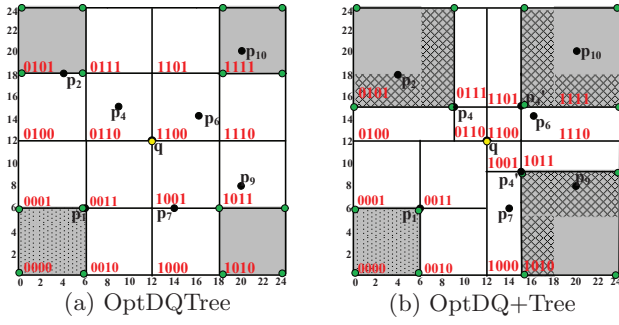 24
22
20
18
16
14
12
10
8
6
4
2
0 2 4 6 8 10 12 14 16 18 20 22 24
0101 0111 1101 1111
0100 0110 1100 1110
0001 0011 1001 1011
0000 0010 1000 1010
p2
p4
p6
p10
q
p1
p7
p9
(a) OptDQTree
24
22
20
18
16
14
12
10
8
6
4
2
0 2 4 6 8 10 12 14 16 18 20 22 24
0101 0111 1101 1111
0100 0110 1100 1110
0001 0011 1001 1011
0000 0010 1000 1010
p2
p10
p4
p4'
p6
q
p4"
p9
p1
p7
(b) OptDQ+Tree